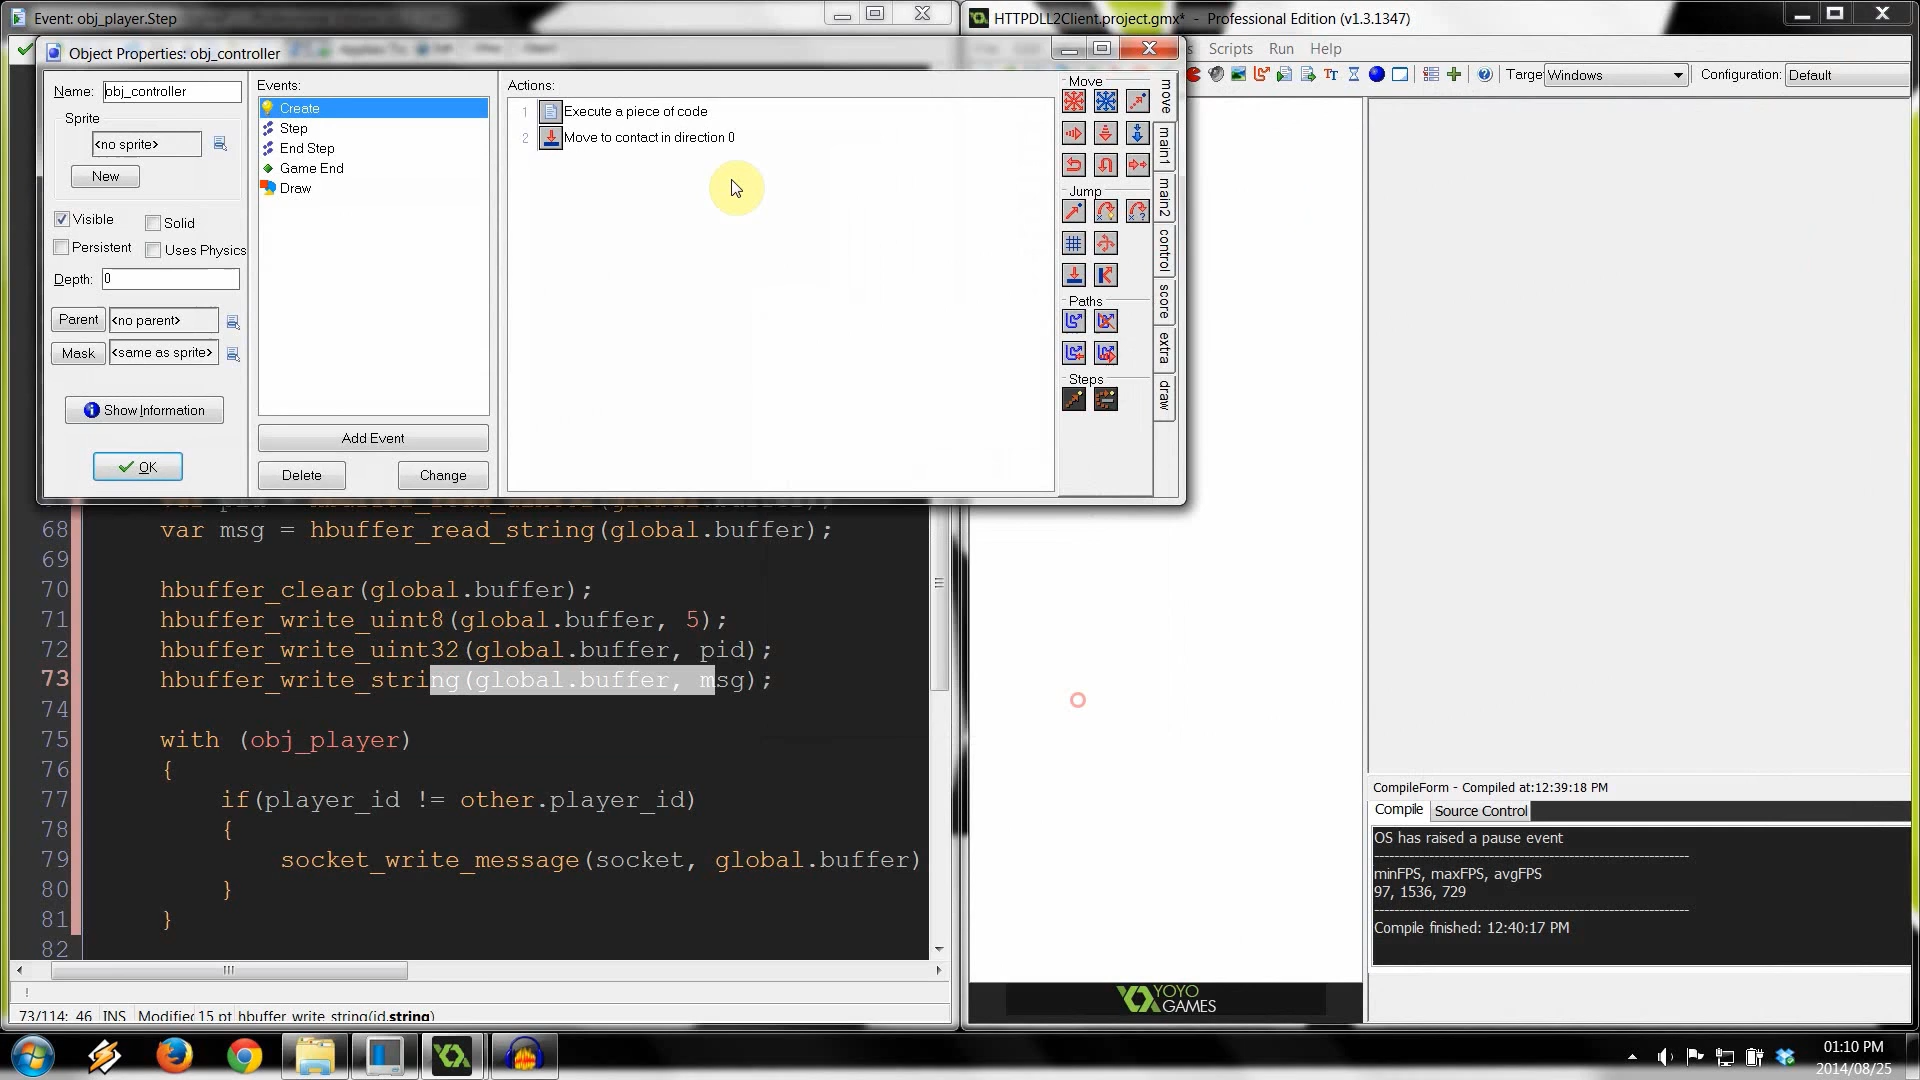 Event: obj_player.Step
HTTPDLL2Client.project.gmx* - Professional Edition (v1.3.1347)
Object Properties: obj_controller
Scripts Run Help
Target Windows Configuration: Default
Name: obj_controller
Sprite
<no sprite>
New
Visible Solid
Persistent Uses Physics
Depth: 0
Parent <no parent>
Mask <same as sprite>
Show Information
OK
Events:
Create
Step
End Step
Game End
Draw
Add Event
Delete Change
Actions:
1 Execute a piece of code
2 Move to contact in direction 0
Move
Jump
Paths
Steps
move
main1
main2
control
score
extra
draw
68 var msg = hbuffer_read_string(global.buffer);
69
70 hbuffer_clear(global.buffer);
71 hbuffer_write_uint8(global.buffer, 5);
72 hbuffer_write_uint32(global.buffer, pid);
73 hbuffer_write_string(global.buffer, msg);
74
75 with (obj_player)
76 {
77 if(player_id != other.player_id)
78 {
79 socket_write_message(socket, global.buffer)
80 }
81 }
82
73/114: 46 INS Modified 15 pt hbuffer_write_string(id,string)
CompileForm - Compiled at:12:39:18 PM
Compile Source Control
OS has raised a pause event
minFPS, maxFPS, avgFPS
97, 1536, 729
Compile finished: 12:40:17 PM
YOYO
GAMES
01:10 PM
2014/08/25